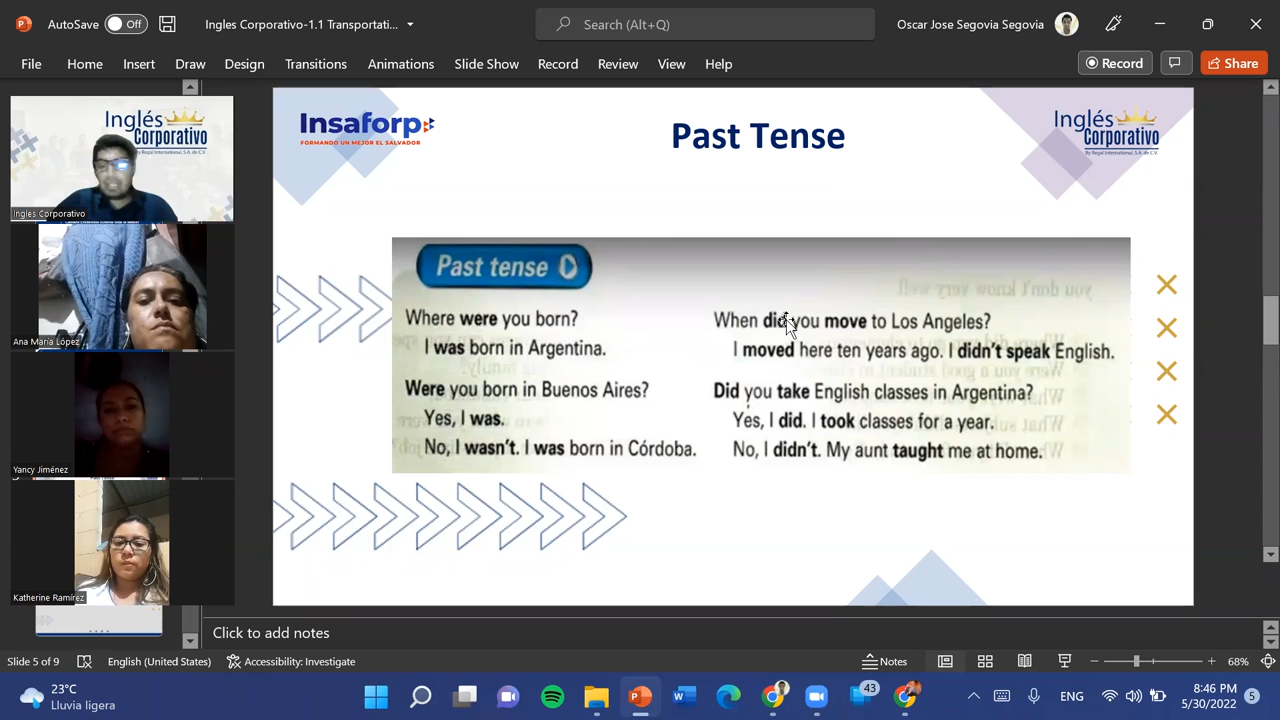 AutoSave Off Ingles Corporativo-1.1 Transportati... Search (Alt+Q) Oscar Jose Segovia Segovia
File Home Insert Draw Design Transitions Animations Slide Show Record Review View Help Record Share
Inglés Corporativo
Ingles Corporativo
Ana María López
Yancy Jiménez
Katherine Ramírez
Insaforp
FORMANDO UN MEJOR EL SALVADOR
Past Tense
Inglés Corporativo
By Regal International, S.A. de C.V.
Past tense
Where were you born?
I was born in Argentina.
Were you born in Buenos Aires?
Yes, I was.
No, I wasn't. I was born in Córdoba.
When did you move to Los Angeles?
I moved here ten years ago. I didn't speak English.
Did you take English classes in Argentina?
Yes, I did. I took classes for a year.
No, I didn't. My aunt taught me at home.
Click to add notes
Slide 5 of 9 English (United States) Accessibility: Investigate Notes 68%
23°C
Lluvia ligera
43
ENG
8:46 PM
5/30/2022
5